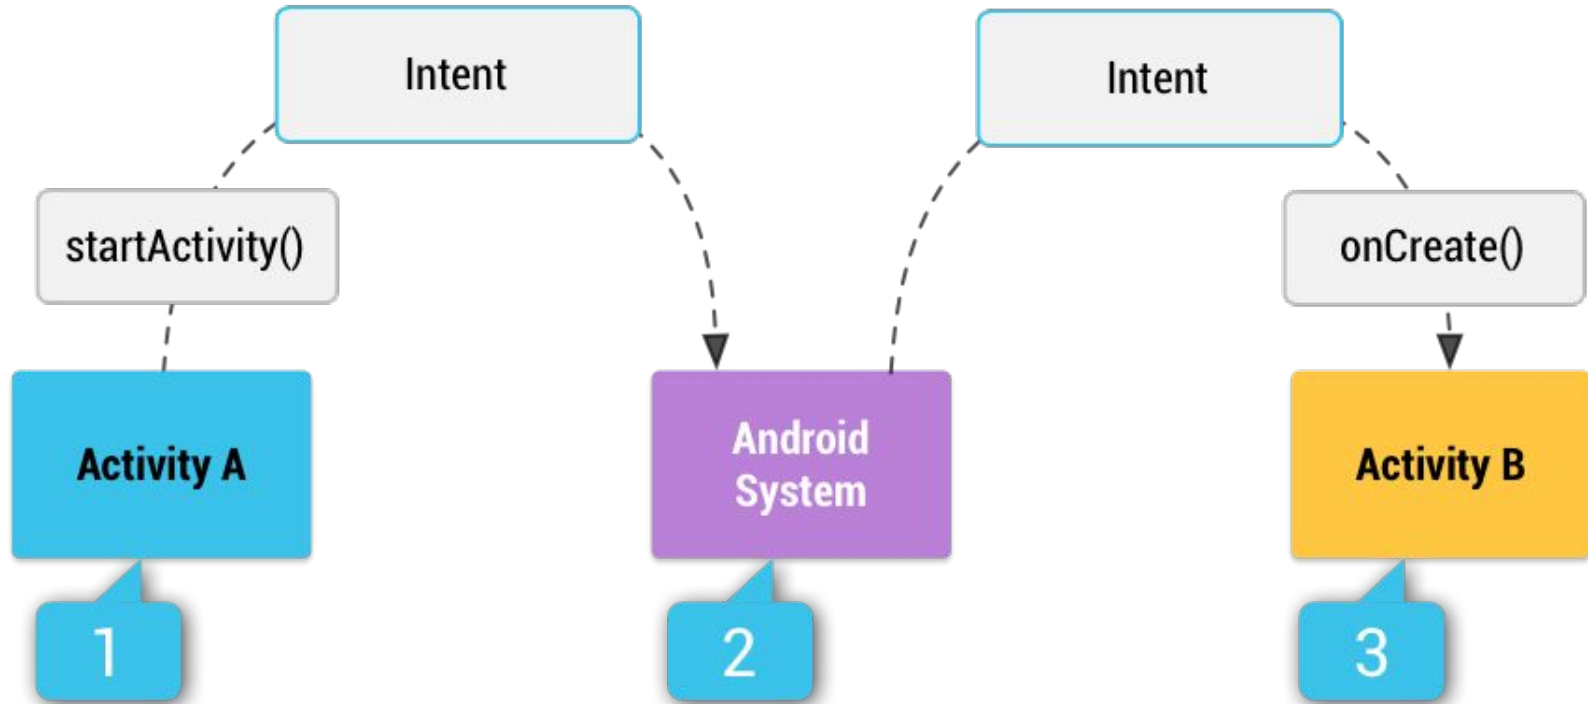 Intent
Intent
startActivity()
onCreate()
Activity A
Android
System
Activity B
1
2
3